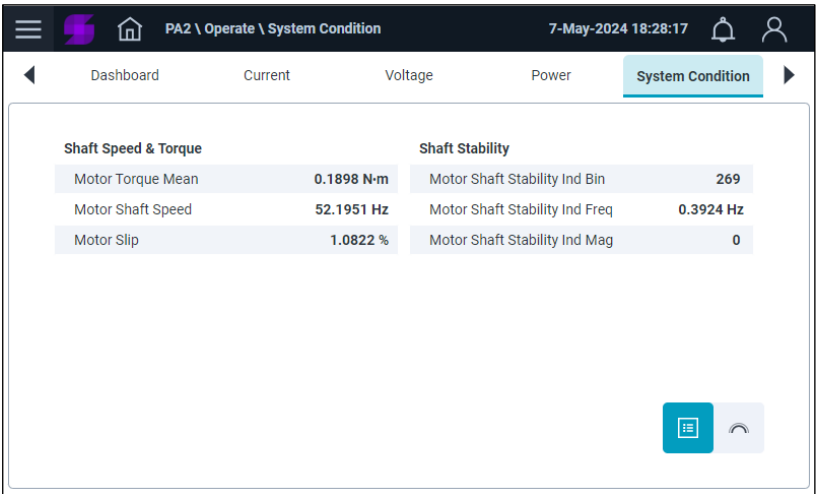 PA2 \ Operate \ System Condition 7-May-2024 18:28:17
Dashboard Current Voltage Power System Condition
Shaft Speed & Torque
Motor Torque Mean 0.1898 N·m
Motor Shaft Speed 52.1951 Hz
Motor Slip 1.0822 %
Shaft Stability
Motor Shaft Stability Ind Bin 269
Motor Shaft Stability Ind Freq 0.3924 Hz
Motor Shaft Stability Ind Mag 0